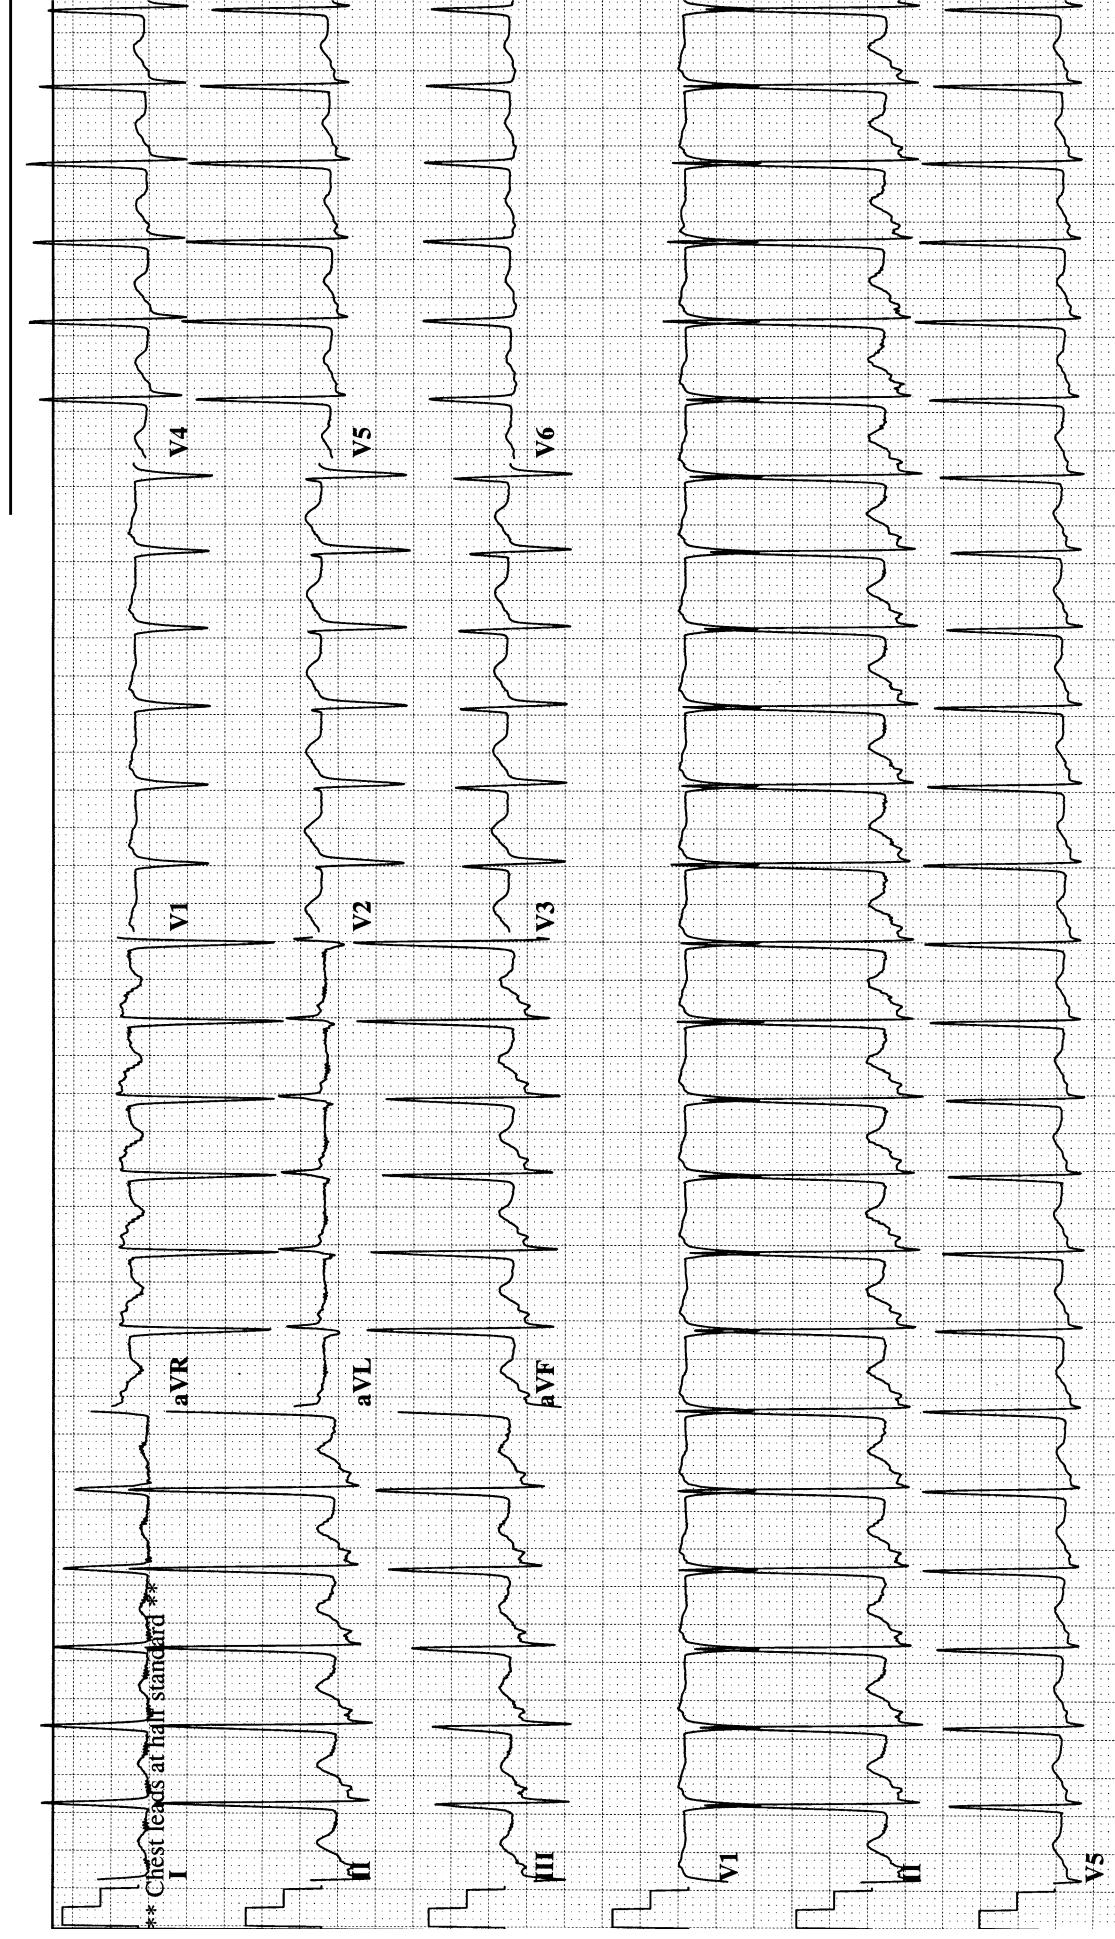 ** Chest leads at half standard **
I
aVR
V1
V4
II
aVL
V2
V5
III
aVF
V3
V6
V1
II
V5